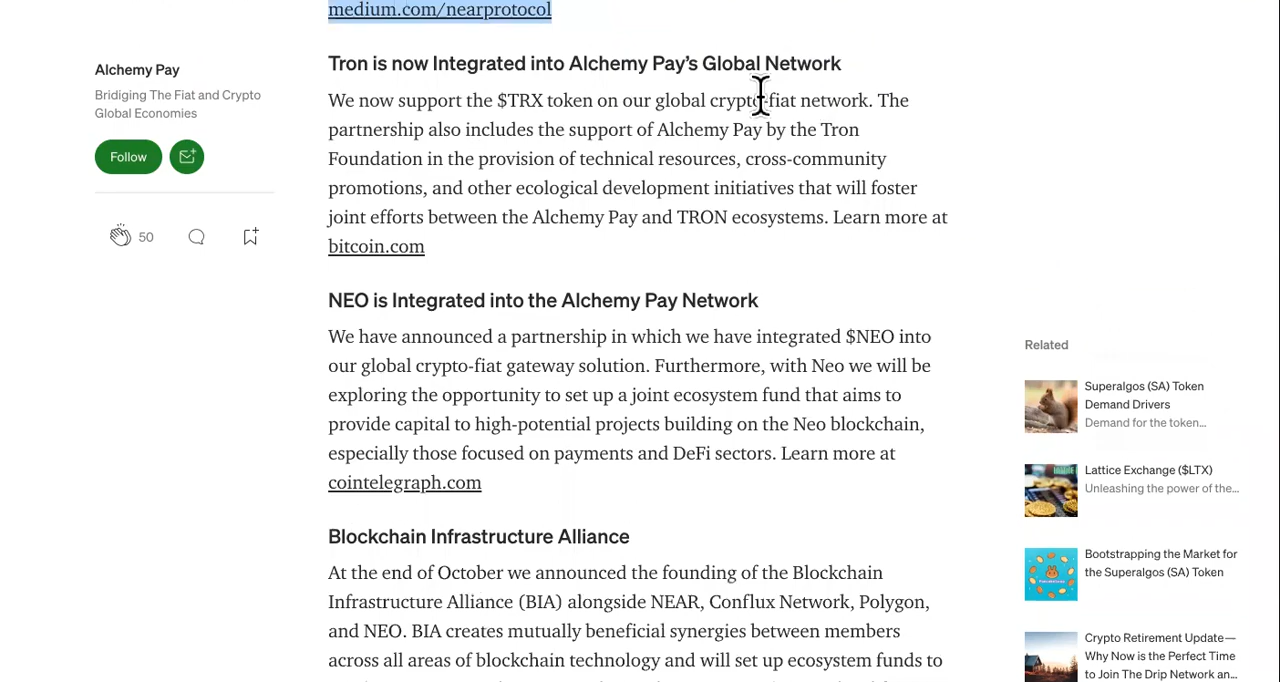 medium.com/nearprotocol
Alchemy Pay
Bridiging The Fiat and Crypto
Global Economies
Follow
50
Tron is now Integrated into Alchemy Pay's Global Network
We now support the $TRX token on our global crypto-fiat network. The
partnership also includes the support of Alchemy Pay by the Tron
Foundation in the provision of technical resources, cross-community
promotions, and other ecological development initiatives that will foster
joint efforts between the Alchemy Pay and TRON ecosystems. Learn more at
bitcoin.com
NEO is Integrated into the Alchemy Pay Network
We have announced a partnership in which we have integrated $NEO into
our global crypto-fiat gateway solution. Furthermore, with Neo we will be
exploring the opportunity to set up a joint ecosystem fund that aims to
provide capital to high-potential projects building on the Neo blockchain,
especially those focused on payments and DeFi sectors. Learn more at
cointelegraph.com
Blockchain Infrastructure Alliance
At the end of October we announced the founding of the Blockchain
Infrastructure Alliance (BIA) alongside NEAR, Conflux Network, Polygon,
and NEO. BIA creates mutually beneficial synergies between members
across all areas of blockchain technology and will set up ecosystem funds to
Related
Superalgos (SA) Token
Demand Drivers
Demand for the token...
Lattice Exchange ($LTX)
Unleashing the power of the...
Bootstrapping the Market for
the Superalgos (SA) Token
Crypto Retirement Update—
Why Now is the Perfect Time
to Join The Drip Network an...